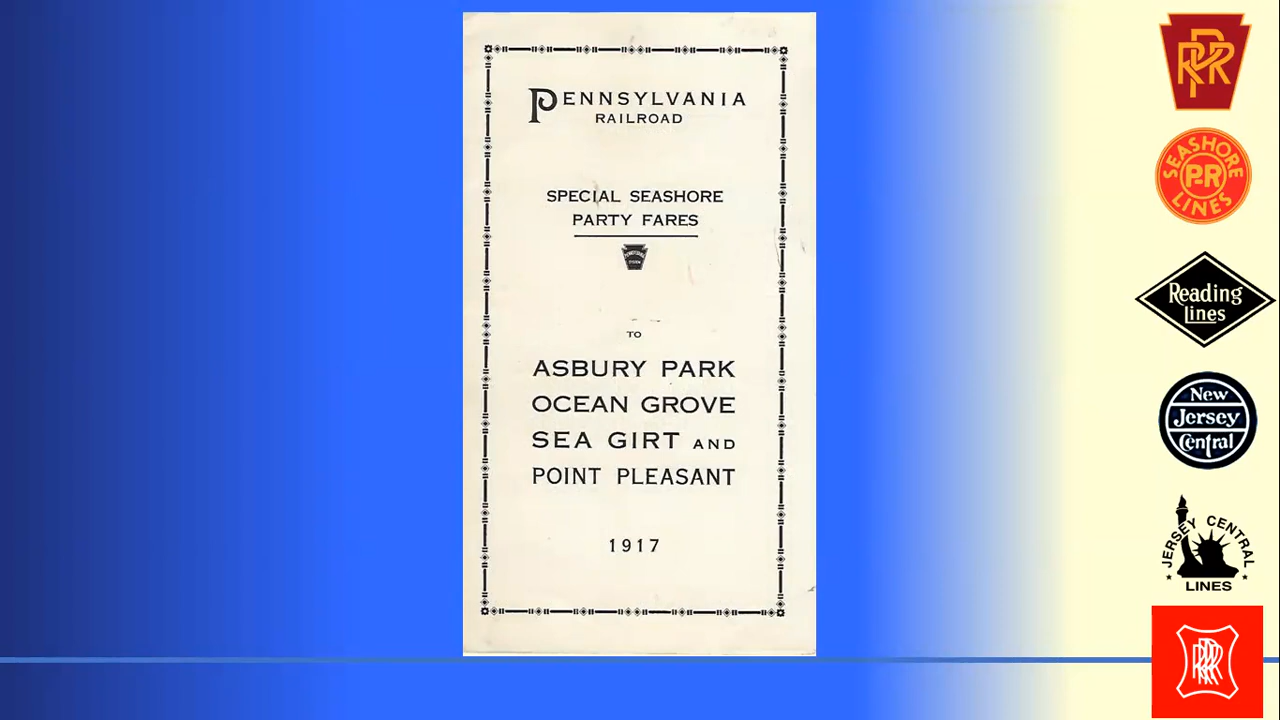 PENNSYLVANIA
RAILROAD
SPECIAL SEASHORE
PARTY FARES
TO
ASBURY PARK
OCEAN GROVE
SEA GIRT AND
POINT PLEASANT
1917
PRR
SEASHORE
P-R
LINES
Reading
Lines
New
Jersey
Central
JERSEY CENTRAL
LINES